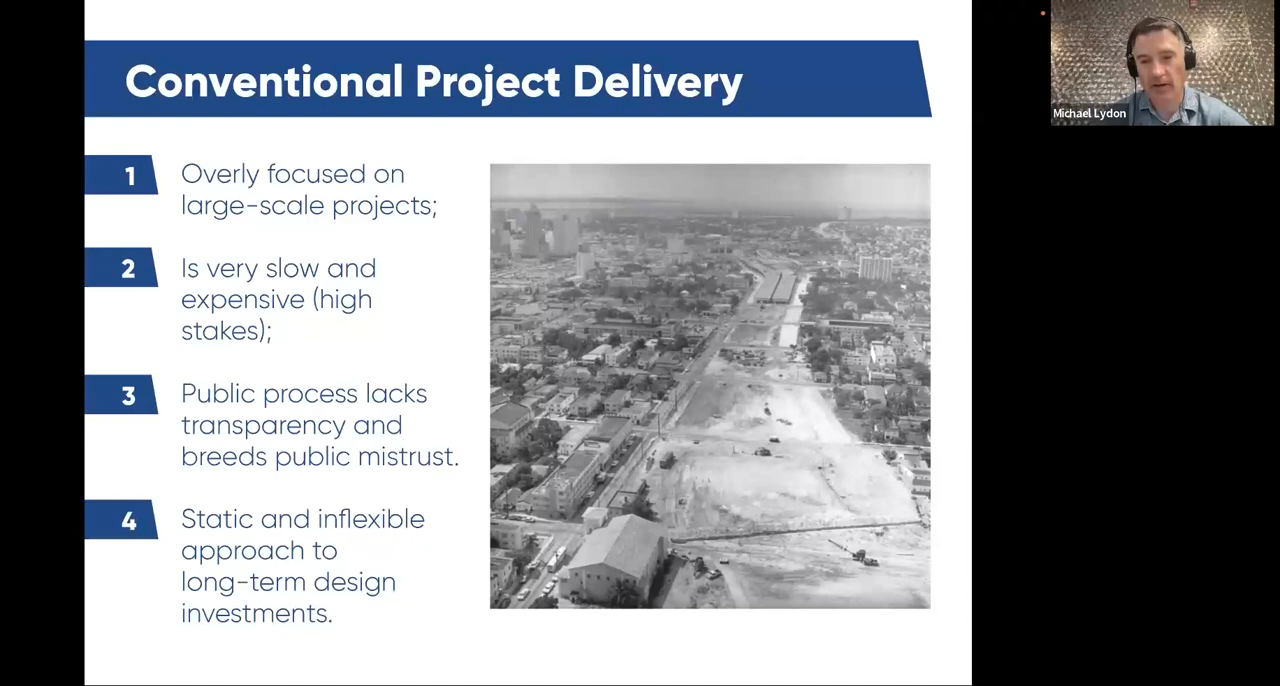 Conventional Project Delivery
1
Overly focused on
large-scale projects;
2
Is very slow and
expensive (high
stakes);
3
Public process lacks
transparency and
breeds public mistrust.
4
Static and inflexible
approach to
long-term design
investments.
Michael Lydon